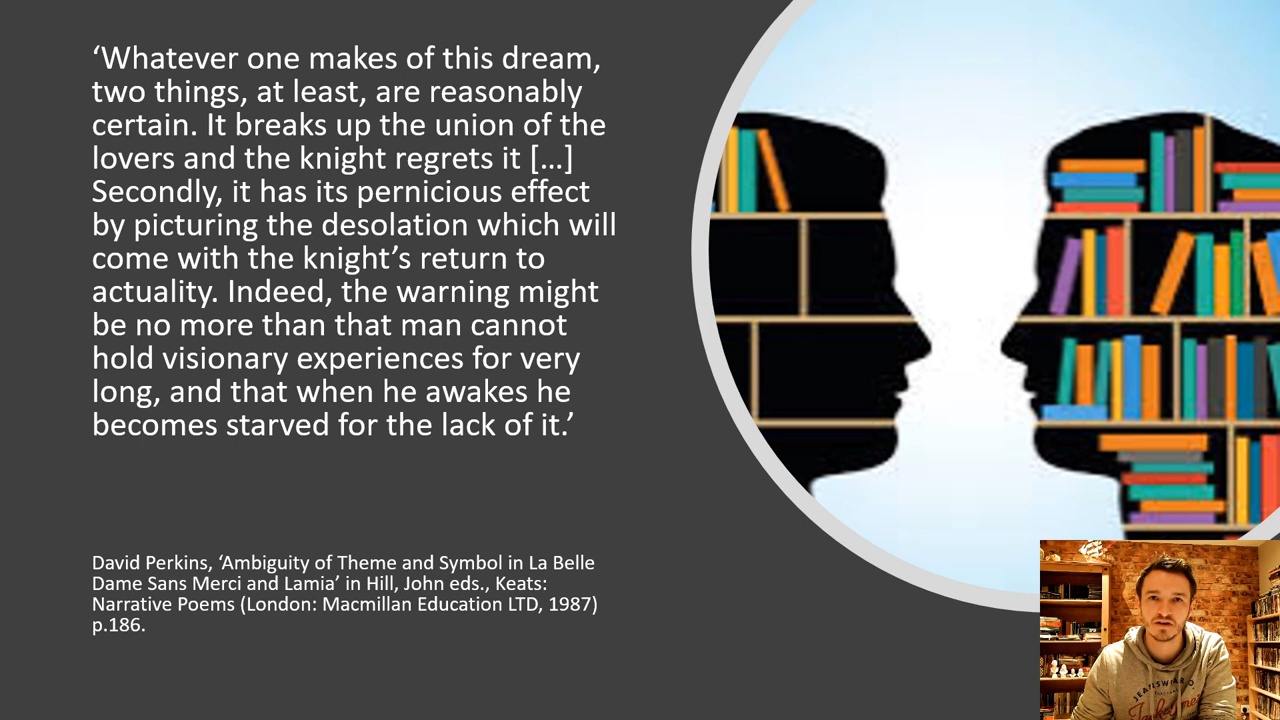 ‘Whatever one makes of this dream,
two things, at least, are reasonably
certain. It breaks up the union of the
lovers and the knight regrets it […]
Secondly, it has its pernicious effect
by picturing the desolation which will
come with the knight’s return to
actuality. Indeed, the warning might
be no more than that man cannot
hold visionary experiences for very
long, and that when he awakes he
becomes starved for the lack of it.’
David Perkins, ‘Ambiguity of Theme and Symbol in La Belle
Dame Sans Merci and Lamia’ in Hill, John eds., Keats:
Narrative Poems (London: Macmillan Education LTD, 1987)
p.186.